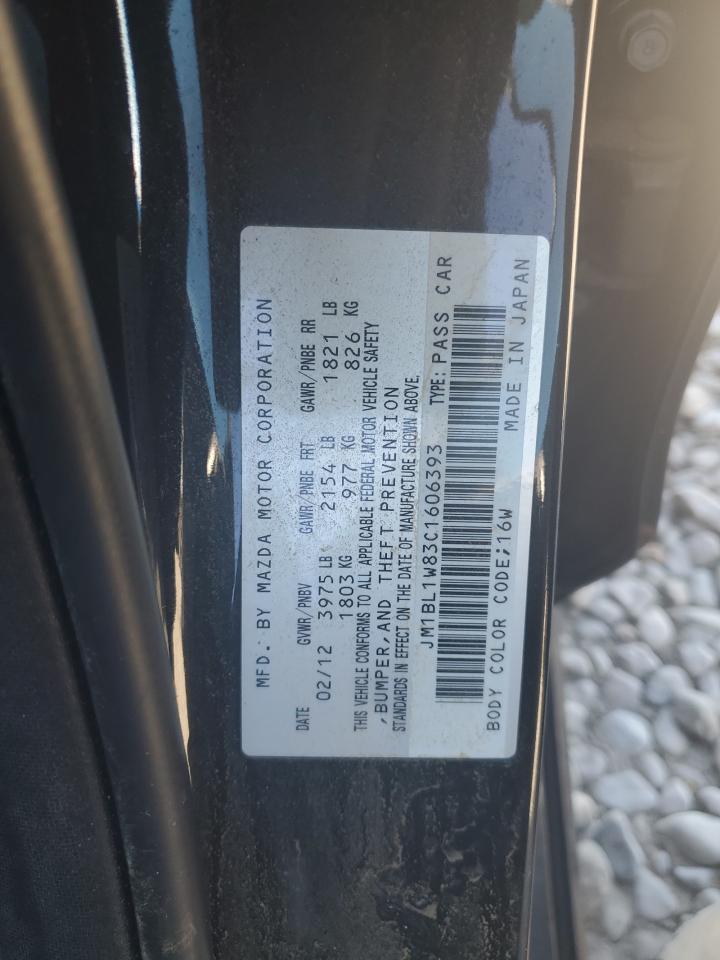 MFD. BY MAZDA MOTOR CORPORATION
DATE GVWR/PNBV GAWR/PNBE FRT GAWR/PNBE RR
02/12 3975 LB 2154 LB 1821 LB
1803 KG 977 KG 826 KG
THIS VEHICLE CONFORMS TO ALL APPLICABLE FEDERAL MOTOR VEHICLE SAFETY
,BUMPER,AND THEFT PREVENTION
STANDARDS IN EFFECT ON THE DATE OF MANUFACTURE SHOWN ABOVE.
JM1BL1W83C1606393 TYPE: PASS CAR
BODY COLOR CODE;16W MADE IN JAPAN